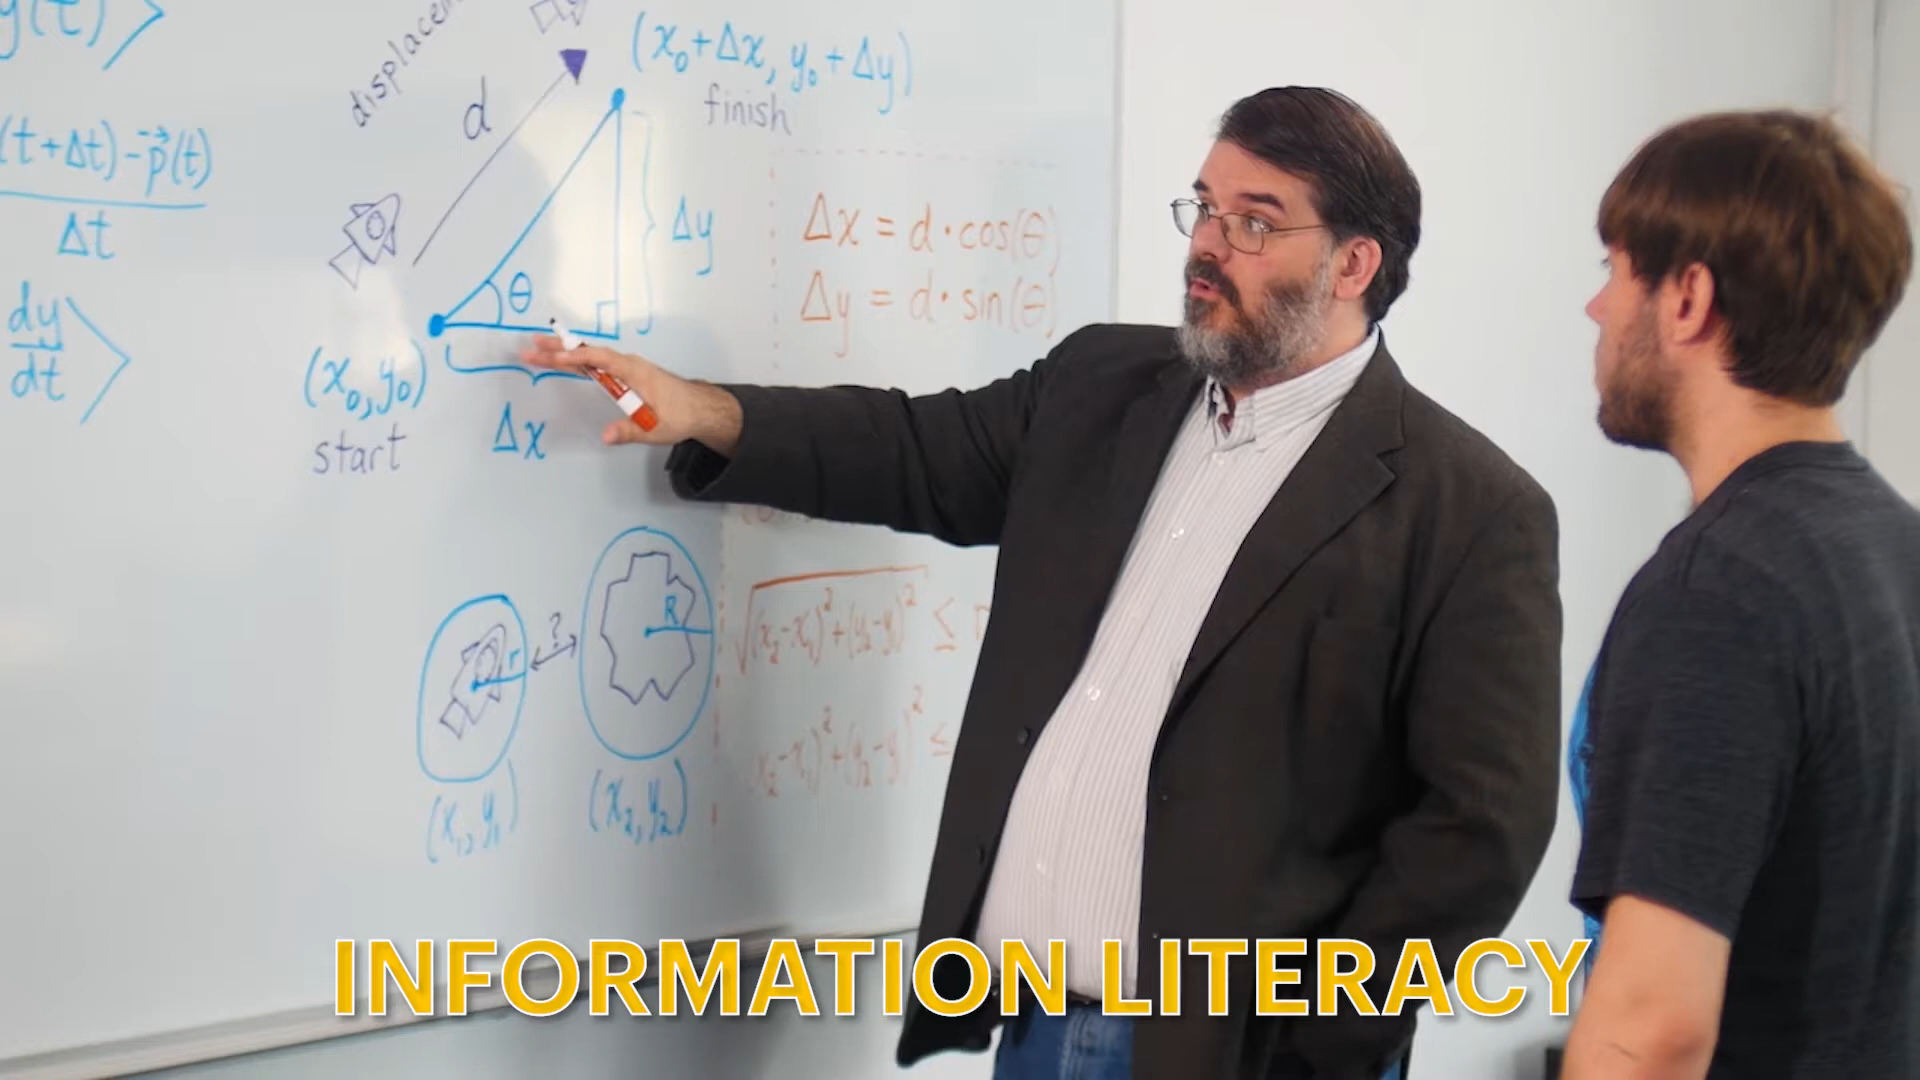 y(t)
displacem
d
(x₀+Δx, y₀+Δy)
finish
(t+Δt)-p⃗(t)
Δt
Δy
Δx = d·cos(θ)
Δy = d·sin(θ)
θ
dy
dt
(x₀,y₀)
start
Δx
R
r
?
√(x₂-x₁)²+(y₂-y₁)² ≤ r
(x₂-x₁)²+(y₂-y₁)² ≤
(x₁,y₁)
(x₂,y₂)
INFORMATION LITERACY